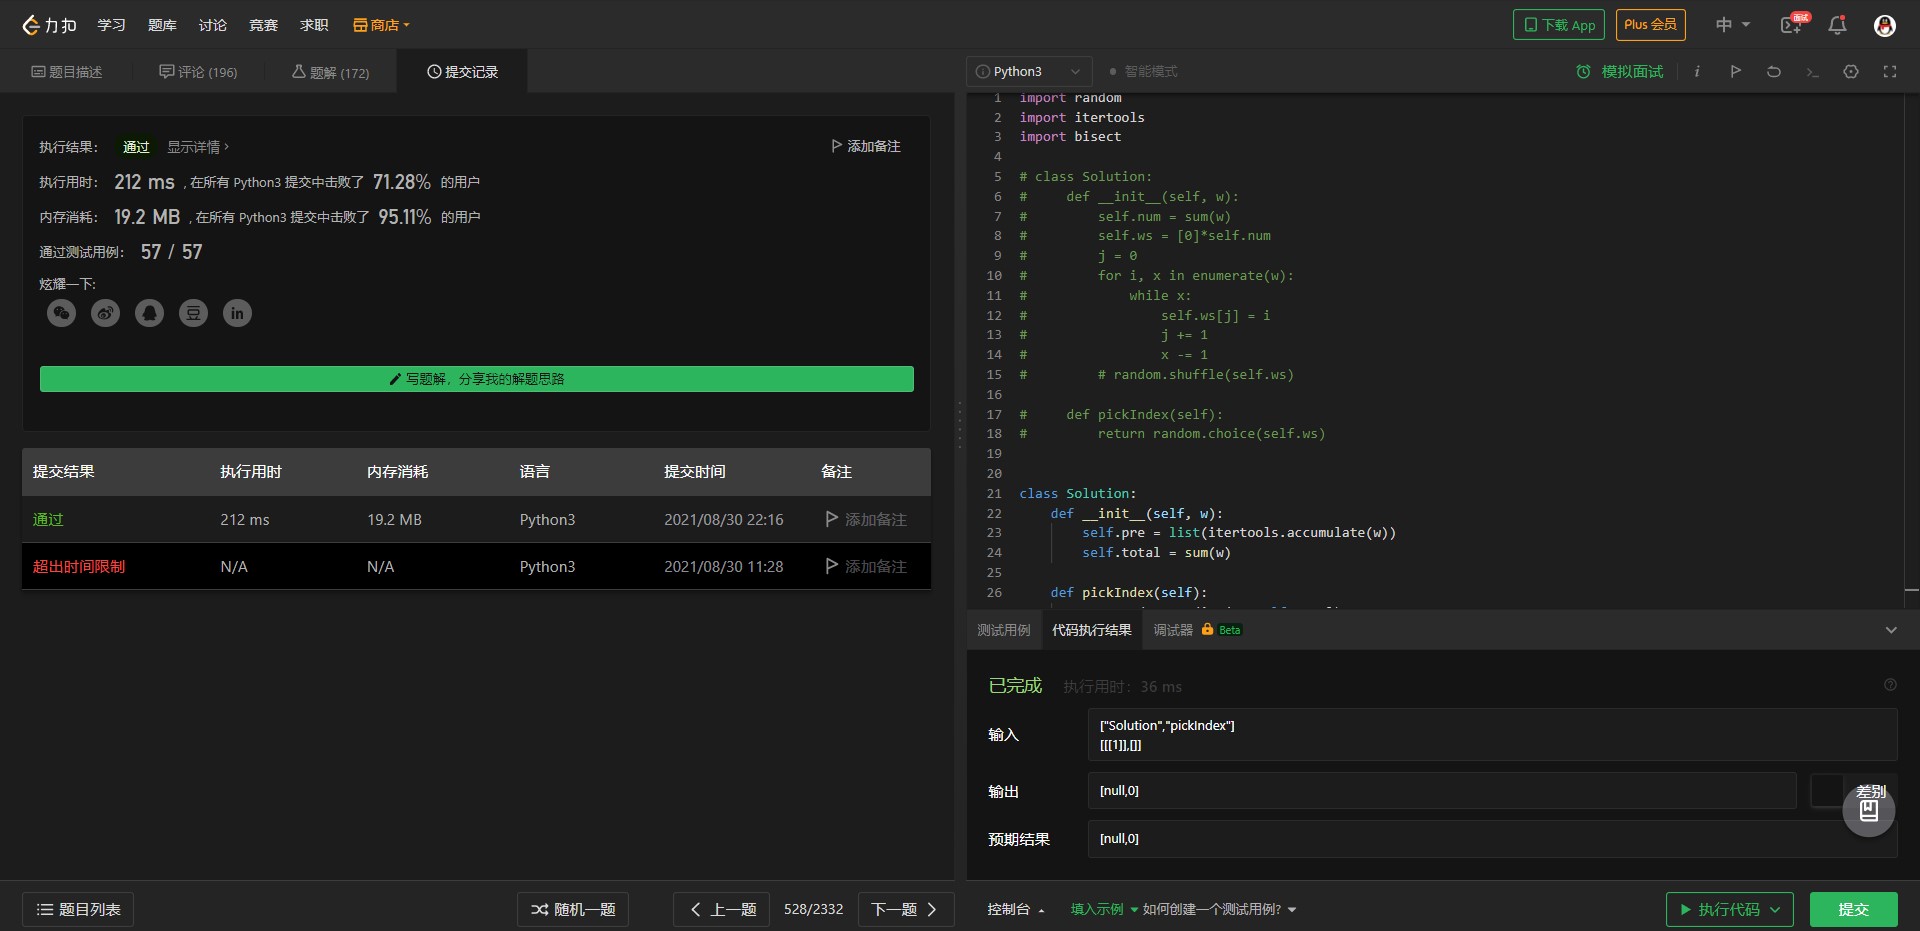 力扣 学习 题库 讨论 竞赛 求职 商店 下载 App Plus 会员 中 面试
题目描述 评论 (196) 题解 (172) 提交记录
执行结果： 通过 显示详情 › 添加备注
执行用时： 212 ms , 在所有 Python3 提交中击败了 71.28% 的用户
内存消耗： 19.2 MB , 在所有 Python3 提交中击败了 95.11% 的用户
通过测试用例： 57 / 57
炫耀一下:
豆 in
写题解，分享我的解题思路
提交结果 执行用时 内存消耗 语言 提交时间 备注
通过 212 ms 19.2 MB Python3 2021/08/30 22:16 添加备注
超出时间限制 N/A N/A Python3 2021/08/30 11:28 添加备注
题目列表 随机一题 上一题 528/2332 下一题
Python3 智能模式 模拟面试 i
1 import random
2 import itertools
3 import bisect
4
5 # class Solution:
6 #     def __init__(self, w):
7 #         self.num = sum(w)
8 #         self.ws = [0]*self.num
9 #         j = 0
10 #         for i, x in enumerate(w):
11 #             while x:
12 #                 self.ws[j] = i
13 #                 j += 1
14 #                 x -= 1
15 #         # random.shuffle(self.ws)
16
17 #     def pickIndex(self):
18 #         return random.choice(self.ws)
19
20
21 class Solution:
22     def __init__(self, w):
23         self.pre = list(itertools.accumulate(w))
24         self.total = sum(w)
25
26     def pickIndex(self):
测试用例 代码执行结果 调试器 Beta
已完成 执行用时：36 ms
输入
["Solution","pickIndex"]
[[[1]],[]]
输出 [null,0] 差别
预期结果 [null,0]
控制台 填入示例 如何创建一个测试用例? 执行代码 提交